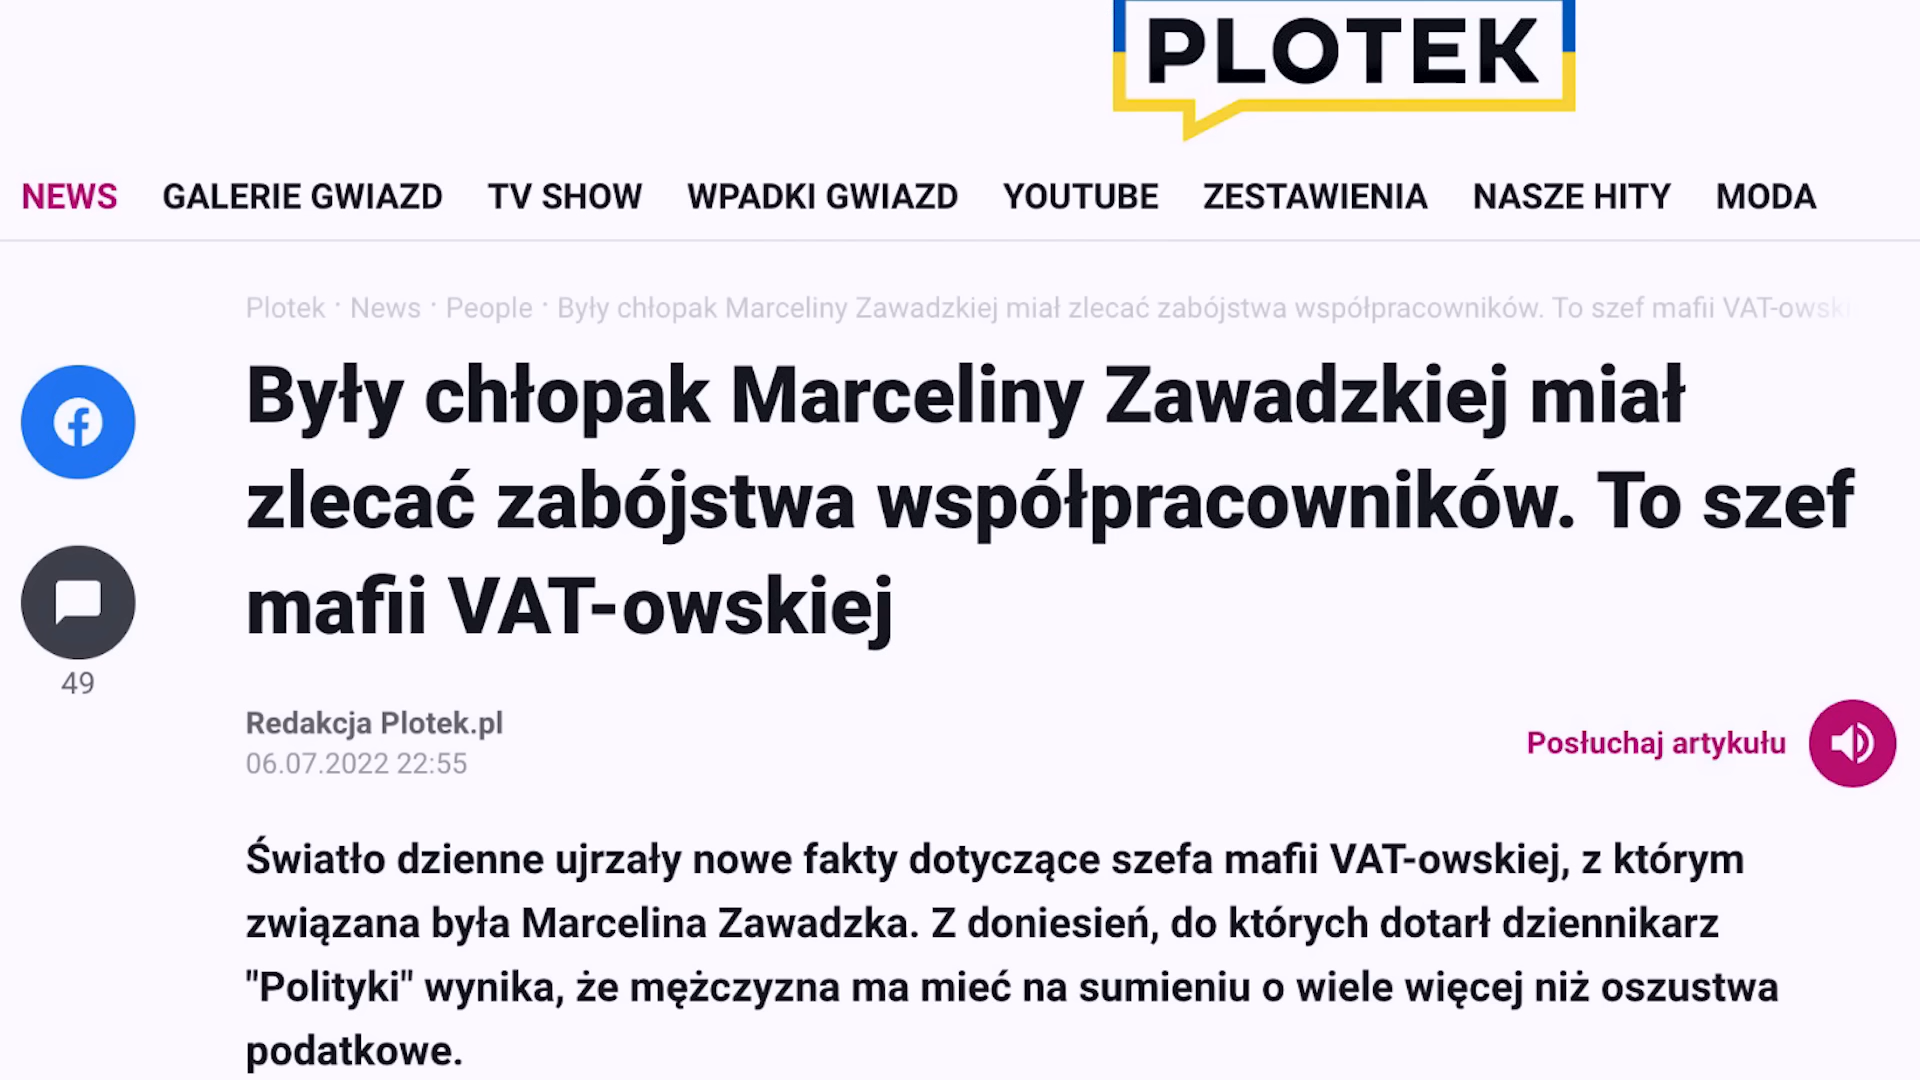 PLOTEK
NEWS GALERIE GWIAZD TV SHOW WPADKI GWIAZD YOUTUBE ZESTAWIENIA NASZE HITY MODA
Plotek · News · People · Były chłopak Marceliny Zawadzkiej miał zlecać zabójstwa współpracowników. To szef mafii VAT-owski
Były chłopak Marceliny Zawadzkiej miał
zlecać zabójstwa współpracowników. To szef
mafii VAT-owskiej
49
Redakcja Plotek.pl
06.07.2022 22:55
Posłuchaj artykułu
Światło dzienne ujrzały nowe fakty dotyczące szefa mafii VAT-owskiej, z którym
związana była Marcelina Zawadzka. Z doniesień, do których dotarł dziennikarz
"Polityki" wynika, że mężczyzna ma mieć na sumieniu o wiele więcej niż oszustwa
podatkowe.